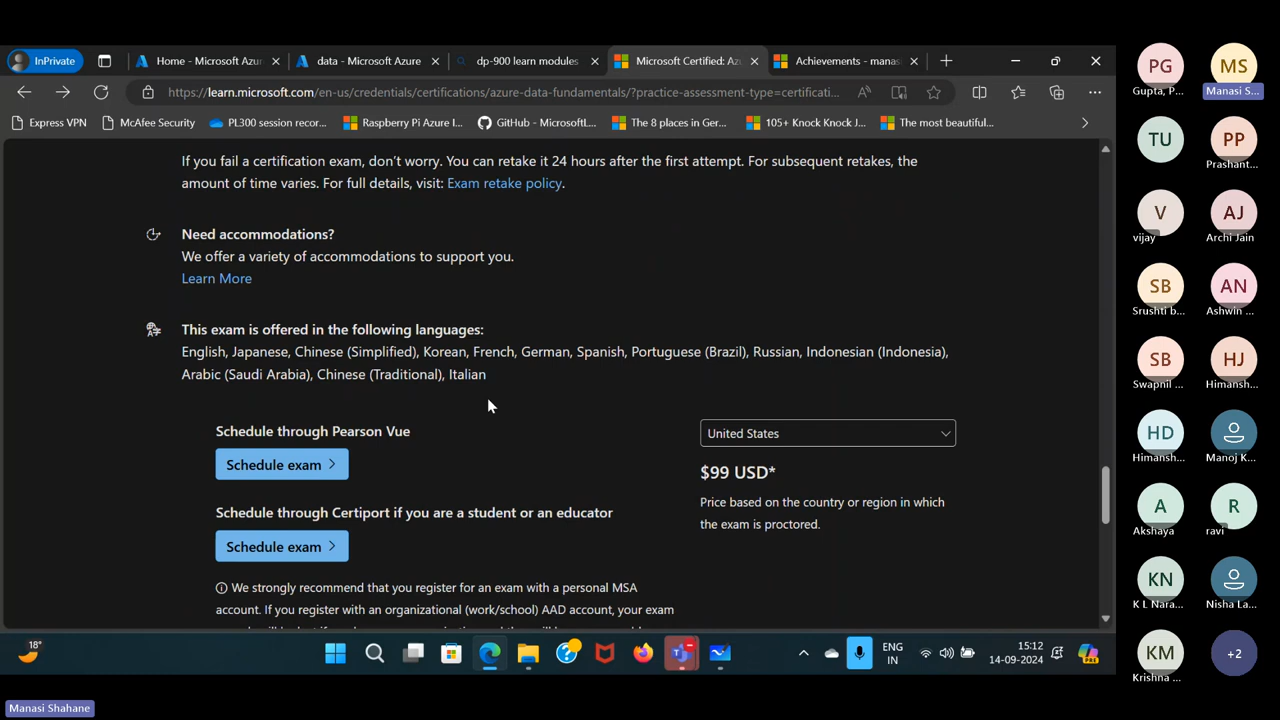 InPrivate
Home - Microsoft Azur
data - Microsoft Azure
dp-900 learn modules
Microsoft Certified: Az
Achievements - manas
https://learn.microsoft.com/en-us/credentials/certifications/azure-data-fundamentals/?practice-assessment-type=certificati...
Express VPN
McAfee Security
PL300 session recor...
Raspberry Pi Azure I...
GitHub - MicrosoftL...
The 8 places in Ger...
105+ Knock Knock J...
The most beautiful...
If you fail a certification exam, don't worry. You can retake it 24 hours after the first attempt. For subsequent retakes, the
amount of time varies. For full details, visit: Exam retake policy.
Need accommodations?
We offer a variety of accommodations to support you.
Learn More
This exam is offered in the following languages:
English, Japanese, Chinese (Simplified), Korean, French, German, Spanish, Portuguese (Brazil), Russian, Indonesian (Indonesia),
Arabic (Saudi Arabia), Chinese (Traditional), Italian
Schedule through Pearson Vue
Schedule exam
Schedule through Certiport if you are a student or an educator
Schedule exam
United States
$99 USD*
Price based on the country or region in which
the exam is proctored.
We strongly recommend that you register for an exam with a personal MSA
account. If you register with an organizational (work/school) AAD account, your exam
18°
ENG
IN
15:12
14-09-2024
PRE
Manasi Shahane
PG
Gupta, P...
MS
Manasi S...
TU
PP
Prashant...
V
vijay
AJ
Archi Jain
SB
Srushti b...
AN
Ashwin ...
SB
Swapnil ...
HJ
Himansh...
HD
Himansh...
Manoj K...
A
Akshaya
R
ravi
KN
K L Nara...
Nisha La...
KM
Krishna ...
+2